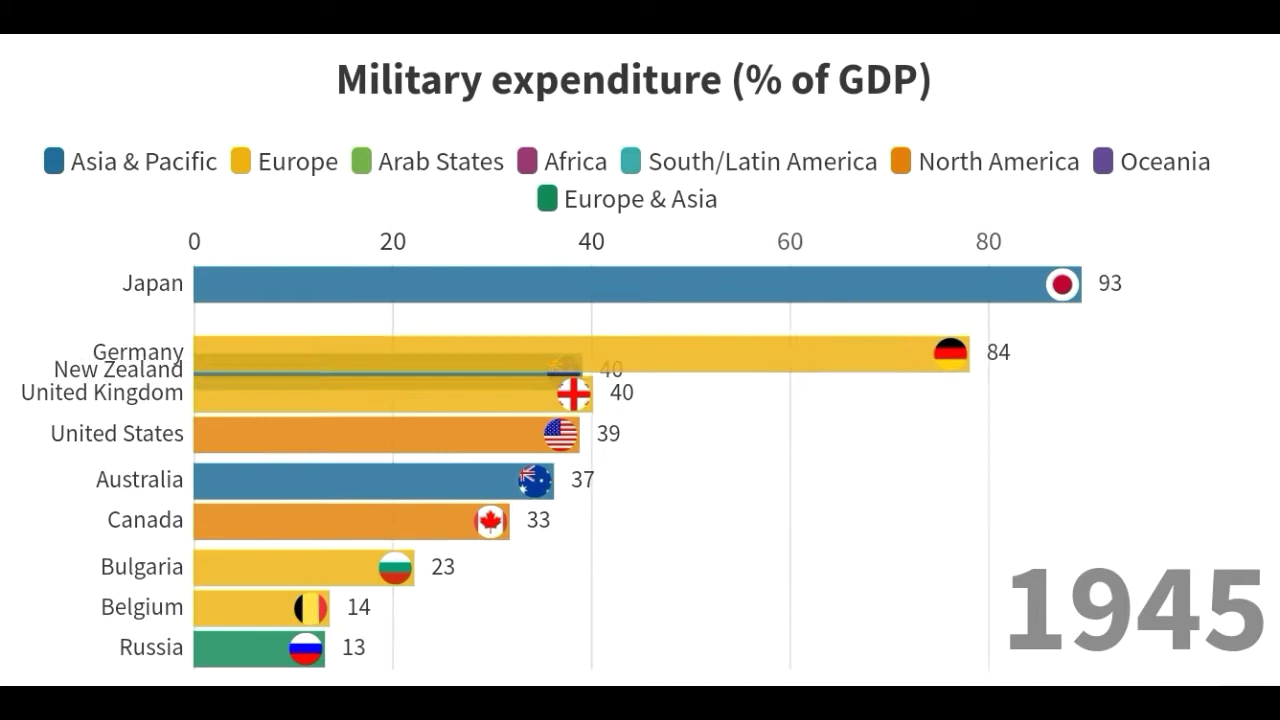 Military expenditure (% of GDP)
Asia & Pacific Europe Arab States Africa South/Latin America North America Oceania
Europe & Asia
0 20 40 60 80
Japan 93
Germany 84
New Zealand 40
United Kingdom 40
United States 39
Australia 37
Canada 33
Bulgaria 23
Belgium 14
Russia 13
1945